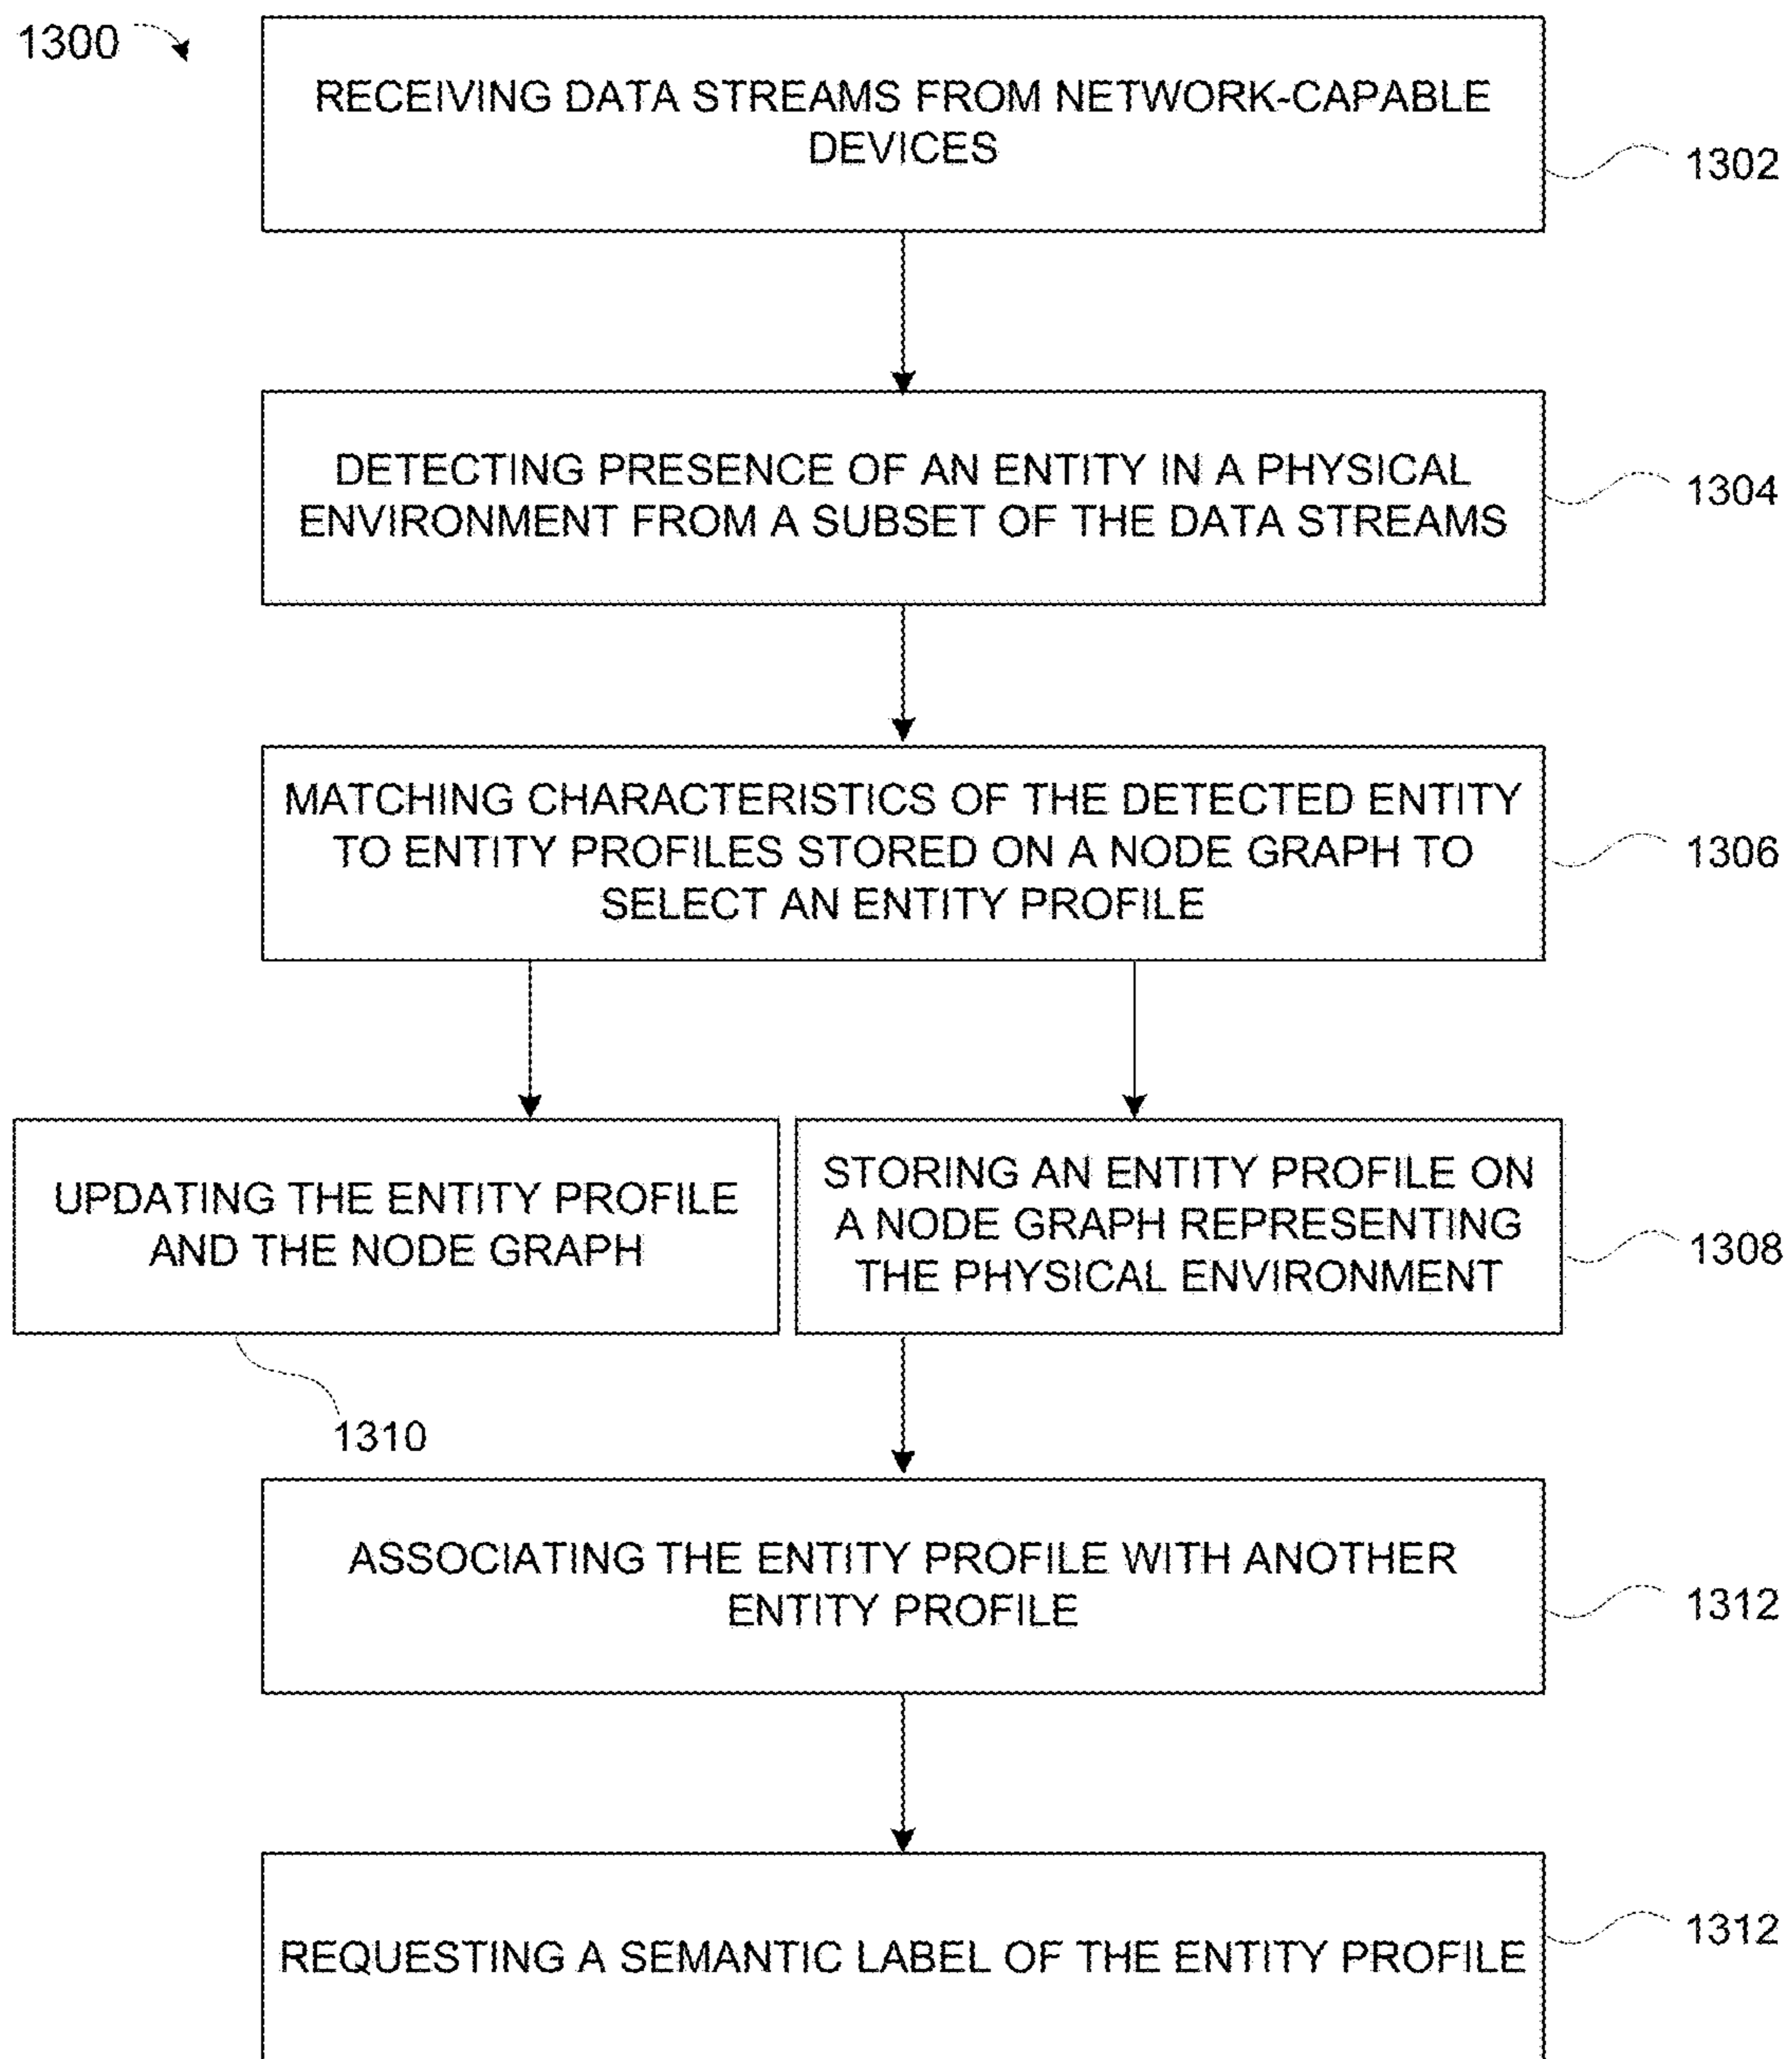 1300
RECEIVING DATA STREAMS FROM NETWORK-CAPABLE
DEVICES
1302
DETECTING PRESENCE OF AN ENTITY IN A PHYSICAL
ENVIRONMENT FROM A SUBSET OF THE DATA STREAMS
1304
MATCHING CHARACTERISTICS OF THE DETECTED ENTITY
TO ENTITY PROFILES STORED ON A NODE GRAPH TO
SELECT AN ENTITY PROFILE
1306
UPDATING THE ENTITY PROFILE
AND THE NODE GRAPH
1310
STORING AN ENTITY PROFILE ON
A NODE GRAPH REPRESENTING
THE PHYSICAL ENVIRONMENT
1308
ASSOCIATING THE ENTITY PROFILE WITH ANOTHER
ENTITY PROFILE
1312
REQUESTING A SEMANTIC LABEL OF THE ENTITY PROFILE
1312